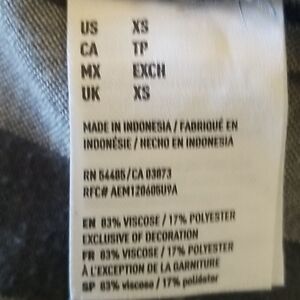 US XS
CA TP
MX EXCH
UK XS
MADE IN INDONESIA / FABRIQUÉ EN
INDONÉSIE / HECHO EN INDONESIA
RN 54485 / CA 03873
RFC# AEM120605U9A
EN 83% VISCOSE / 17% POLYESTER
EXCLUSIVE OF DECORATION
FR 83% VISCOSE / 17% POLYESTER
À L'EXCEPTION DE LA GARNITURE
SP 83% viscosa / 17% poliéster